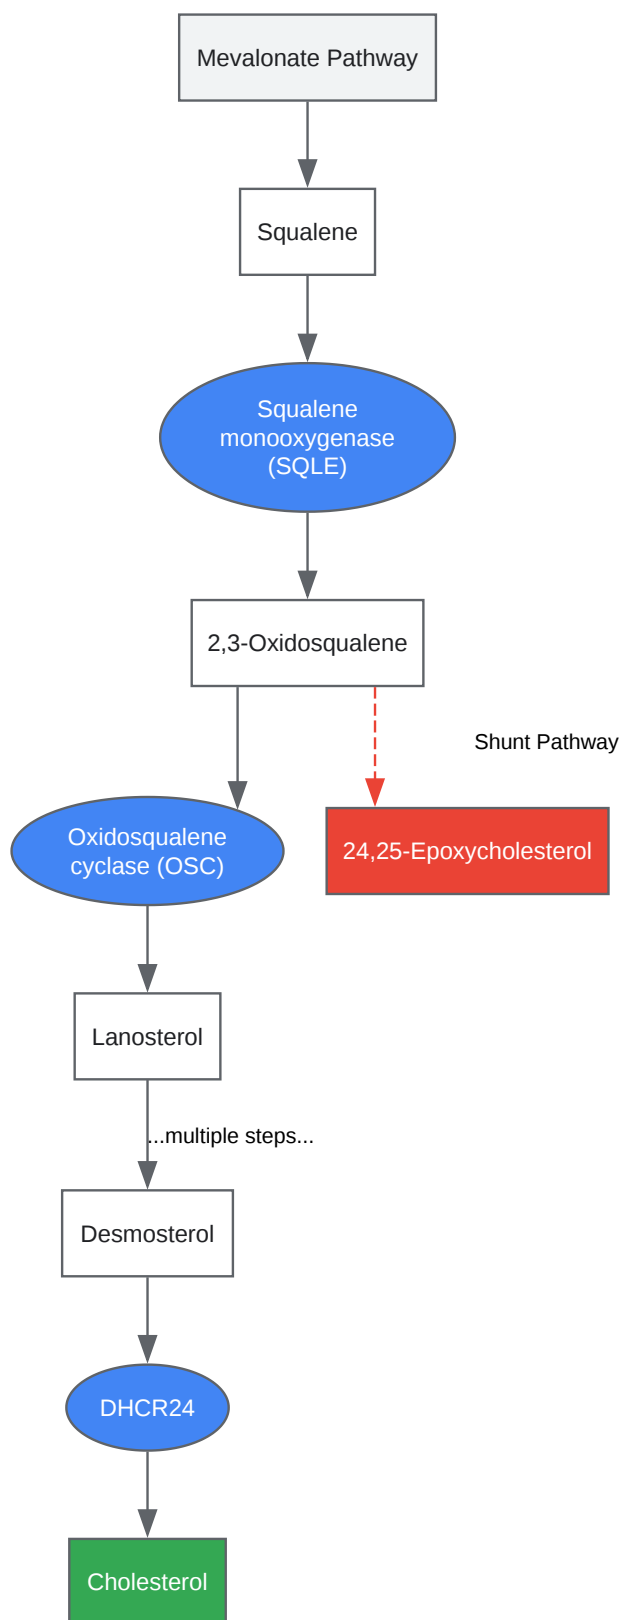 Mevalonate Pathway
Squalene
Squalene
monooxygenase
(SQLE)
2,3-Oxidosqualene
Shunt Pathway
Oxidosqualene
cyclase (OSC)
24,25-Epoxycholesterol
Lanosterol
...multiple steps...
Desmosterol
DHCR24
Cholesterol